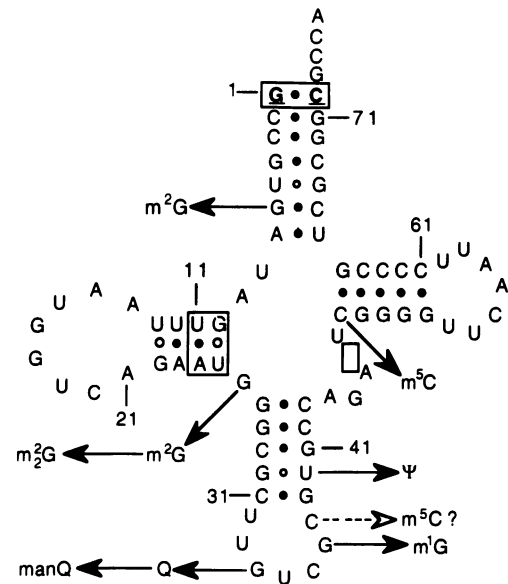 A
C
C
G
1 G • C
C • G 71
C • G
G • C
U ∘ G
m²G G • C
A • U
61
U U A A C U U
G C C C C
• • • • •
C G G G G
U A
11
A A U G G U C
U U U G
∘ • • ∘
G A A U
A
21
U
m⁵C
G
A G A
m²₂G m²G
G • C
G • C
C • G 41
G ∘ U Ψ
31 C • G
U C m⁵C ?
U G m¹G
manQ Q G U C